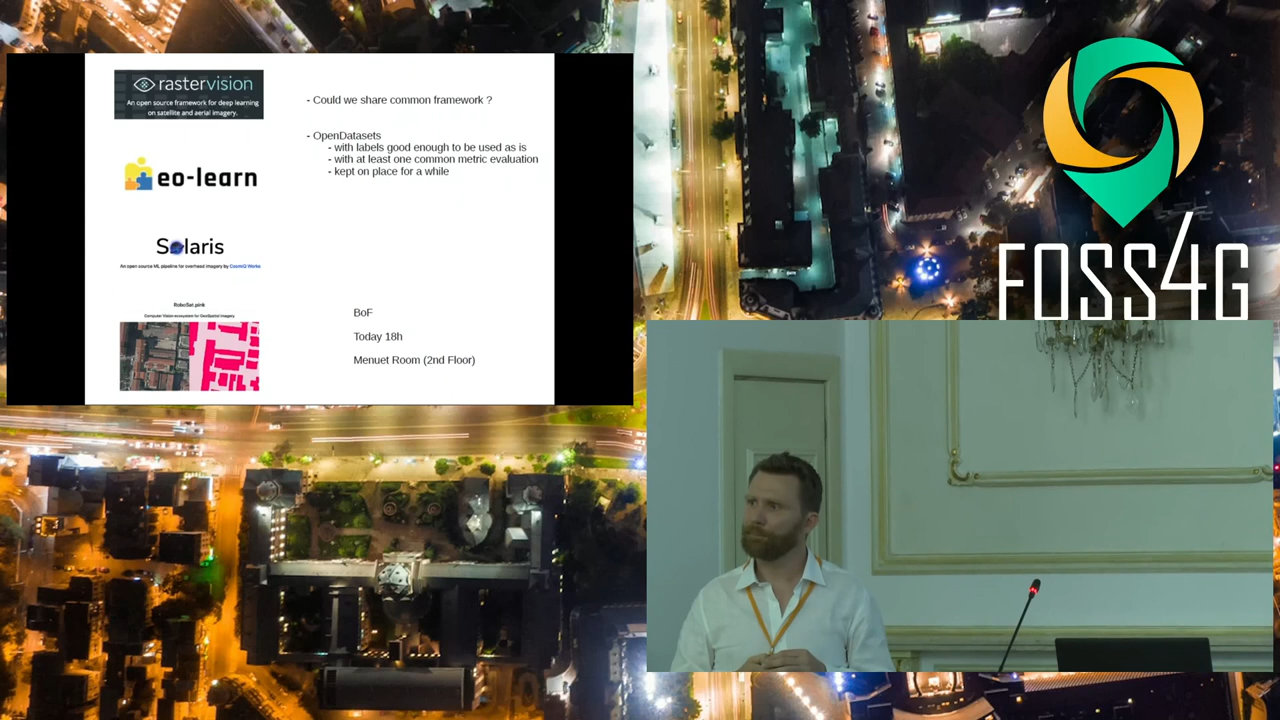 rastervision
An open source framework for deep learning
on satellite and aerial imagery.
eo-learn
Solaris
An open source ML pipeline for overhead imagery by CosmiQ Works
RoboSat.pink
Computer Vision ecosystem for GeoSpatial imagery
- Could we share common framework ?
- OpenDatasets
- with labels good enough to be used as is
- with at least one common metric evaluation
- kept on place for a while
BoF
Today 18h
Menuet Room (2nd Floor)
FOSS4G